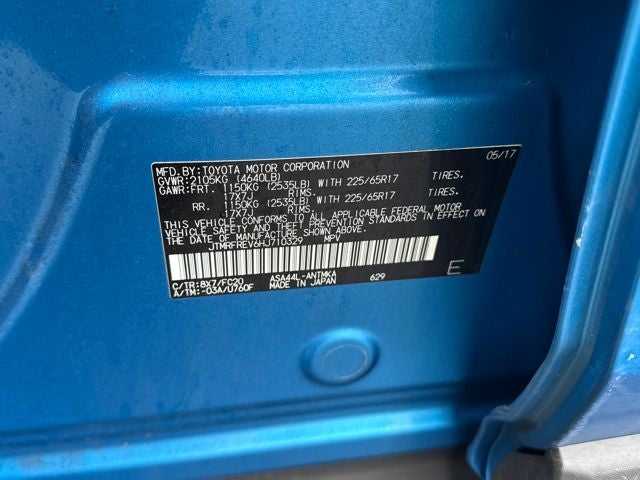 MFD.BY:TOYOTA MOTOR CORPORATION 05/17
GVWR:2105KG (4640LB)
GAWR:FRT. 1150KG (2535LB) WITH 225/65R17 TIRES.
17X7J RIMS.
RR. 1150KG (2535LB) WITH 225/65R17 TIRES.
17X7J RIMS.
THIS VEHICLE CONFORMS TO ALL APPLICABLE FEDERAL MOTOR
VEHICLE SAFETY AND THEFT PREVENTION STANDARDS
IN EFFECT ON THE DATE OF MANUFACTURE SHOWN ABOVE.
JTMRFREV6HJ710329 MPV
C/TR:8X7/FC20 ASA44L-ANTMKA 629 E
A/TM:-03A/U760F MADE IN JAPAN